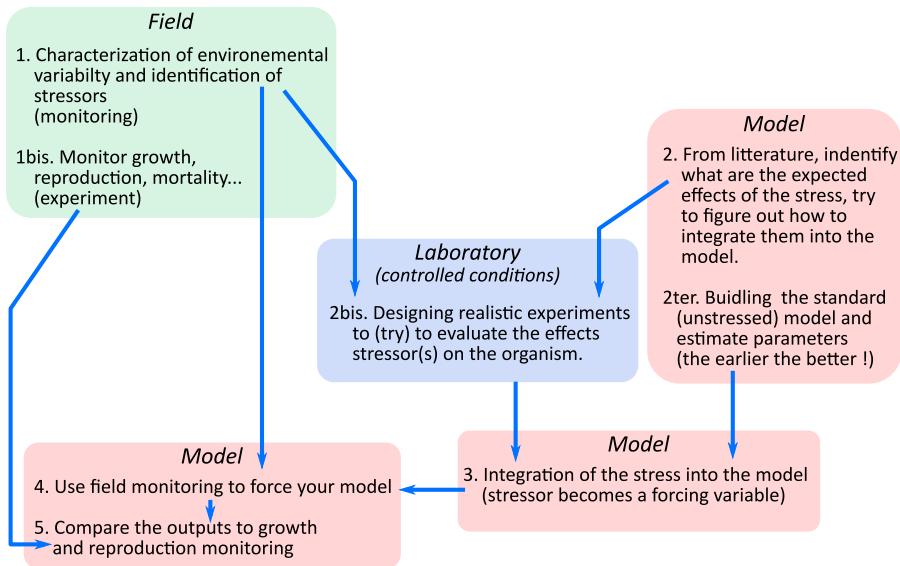 Field
1. Characterization of environemental
variabilty and identification of
stressors
(monitoring)
1bis. Monitor growth,
reproduction, mortality...
(experiment)
Model
2. From litterature, indentify
what are the expected
effects of the stress, try
to figure out how to
integrate them into the
model.
2ter. Buidling the standard
(unstressed) model and
estimate parameters
(the earlier the better !)
Laboratory
(controlled conditions)
2bis. Designing realistic experiments
to (try) to evaluate the effects
stressor(s) on the organism.
Model
3. Integration of the stress into the model
(stressor becomes a forcing variable)
Model
4. Use field monitoring to force your model
5. Compare the outputs to growth
and reproduction monitoring